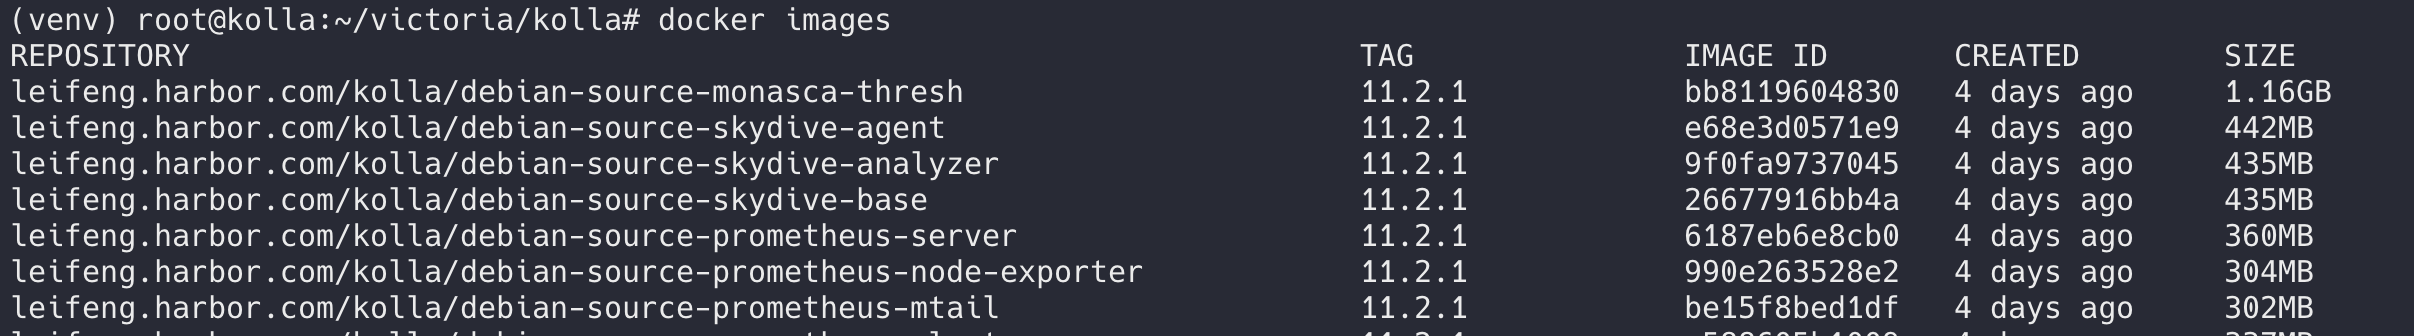 (venv) root@kolla:~/victoria/kolla# docker images
REPOSITORY TAG IMAGE ID CREATED SIZE
leifeng.harbor.com/kolla/debian-source-monasca-thresh 11.2.1 bb8119604830 4 days ago 1.16GB
leifeng.harbor.com/kolla/debian-source-skydive-agent 11.2.1 e68e3d0571e9 4 days ago 442MB
leifeng.harbor.com/kolla/debian-source-skydive-analyzer 11.2.1 9f0fa9737045 4 days ago 435MB
leifeng.harbor.com/kolla/debian-source-skydive-base 11.2.1 26677916bb4a 4 days ago 435MB
leifeng.harbor.com/kolla/debian-source-prometheus-server 11.2.1 6187eb6e8cb0 4 days ago 360MB
leifeng.harbor.com/kolla/debian-source-prometheus-node-exporter 11.2.1 990e263528e2 4 days ago 304MB
leifeng.harbor.com/kolla/debian-source-prometheus-mtail 11.2.1 be15f8bed1df 4 days ago 302MB